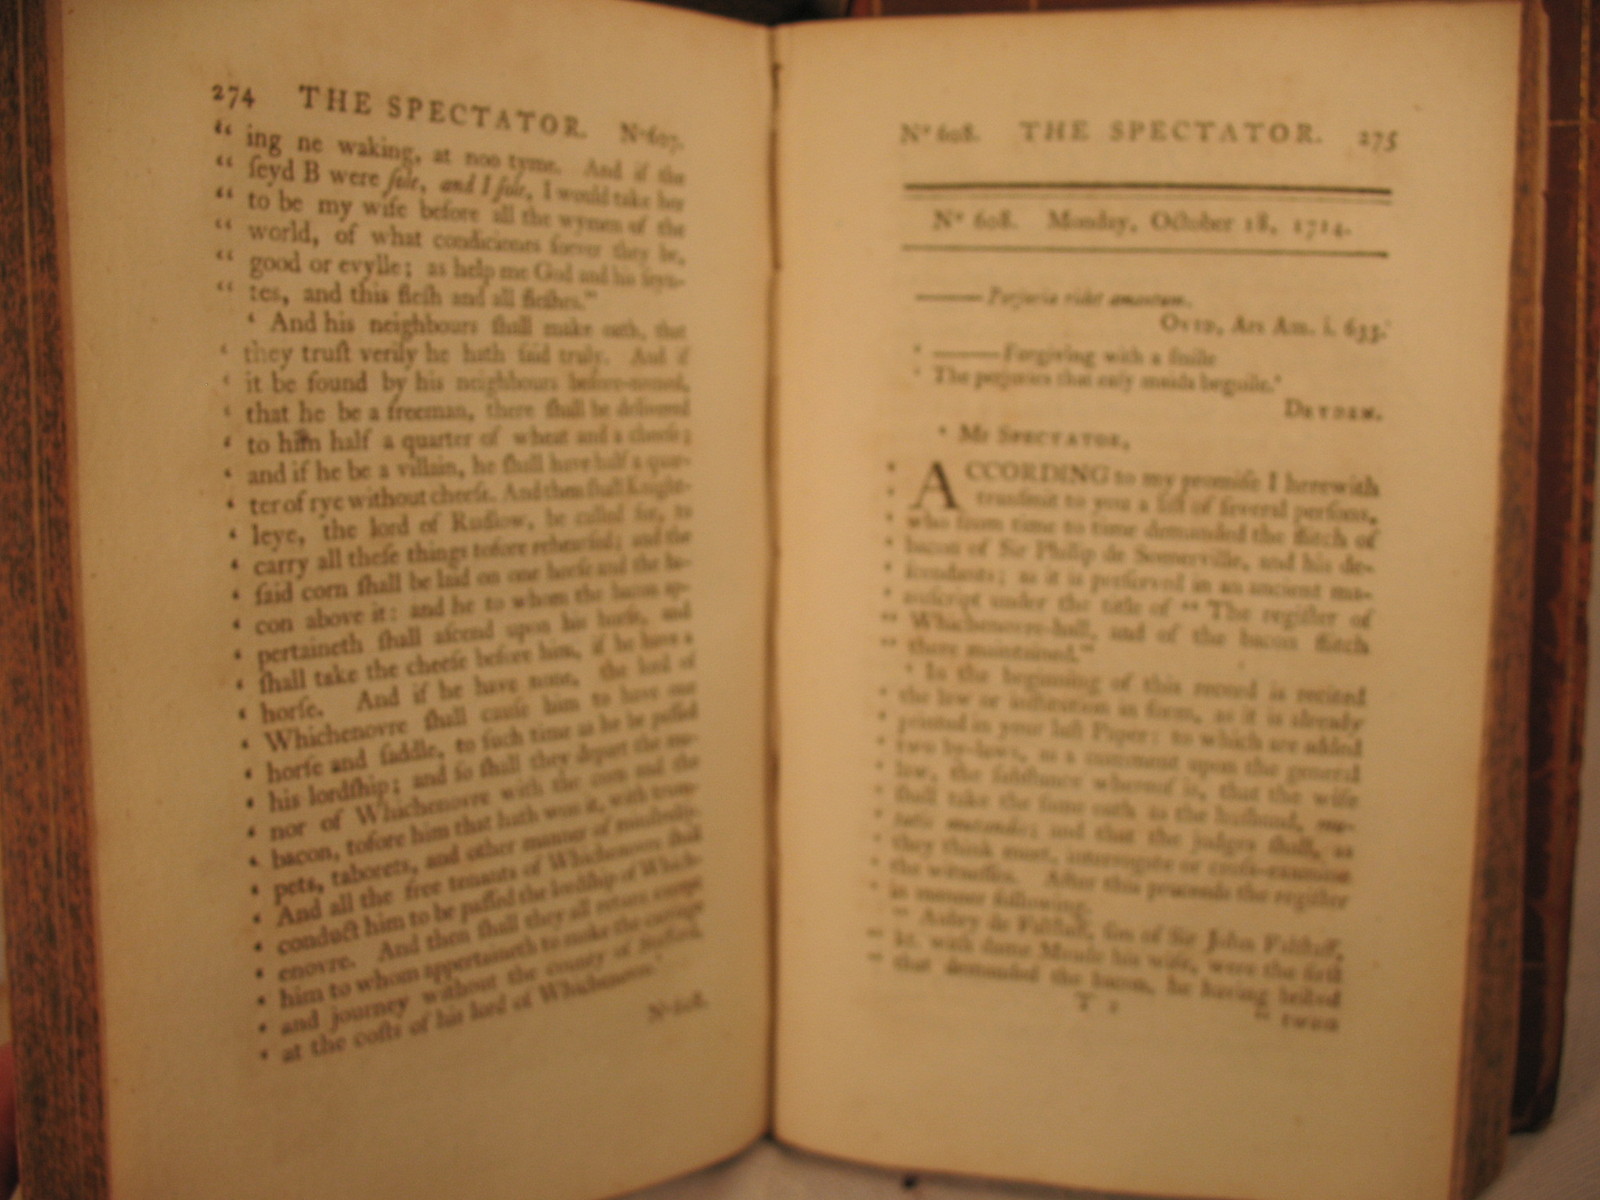 274 THE SPECTATOR. No 607.
“ ing ne waking, at noo tyme. And if the
“ ſeyd B were ſole, and I ſole, I would take her
“ to be my wife before all the wymen of the
“ world, of what condiciones ſoever they be,
“ good or evylle; as help me God and his ſeyn-
“ tes, and this fleſh and all fleſhes.”
‘ And his neighbours ſhall make oath, that
‘ they truſt verily he hath ſaid truly. And if
‘ it be found by his neighbours before-named,
‘ that he be a freeman, there ſhall be delivered
‘ to him half a quarter of wheat and a cheeſe;
‘ and if he be a villain, he ſhall have half a quar-
‘ ter of rye without cheeſe. And then ſhall Knight-
‘ leye, the lord of Rudlow, be called for, to
‘ carry all theſe things tofore rehearſed; and the
‘ ſaid corn ſhall be laid on one horſe and the ba-
‘ con above it: and he to whom the bacon ap-
‘ pertaineth ſhall aſcend upon his horſe, and
‘ ſhall take the cheeſe before him, if he have a
‘ horſe. And if he have none, the lord of
‘ Whichenovre ſhall cauſe him to have one
‘ horſe and ſaddle, to ſuch time as he be paſſed
‘ his lordſhip; and ſo ſhall they depart the ma-
‘ nor of Whichenovre with the corn and the
‘ bacon, tofore him that hath won it, with trum-
‘ pets, taborets, and other manner of minſtrelſy.
‘ And all the free tenants of Whichenovre ſhall
‘ conduct him to be paſſed the lordſhip of Which-
‘ enovre. And then ſhall they all return except
‘ him to whom appertaineth to make the carriage
‘ and journey without the county of Stafford,
‘ at the coſts of his lord of Whichenovre.’
No 608.
No 608. THE SPECTATOR. 275
No 608. Monday, October 18, 1714.
——Perjuria ridet amantum.
OVID, Ars Am. i. 633.
‘ ——Forgiving with a ſmile
‘ The perjuries that eaſy maids beguile.’
DRYDEN.
‘ Mr SPECTATOR,
‘ ACCORDING to my promiſe I herewith
‘ tranſmit to you a liſt of ſeveral perſons,
‘ who from time to time demanded the flitch of
‘ bacon of Sir Philip de Somerville, and his de-
‘ ſcendants; as it is preſerved in an ancient ma-
‘ nuſcript under the title of “ The regiſter of
“ Whichenovre-hall, and of the bacon flitch
“ there maintained.”
‘ In the beginning of this record is recited
‘ the law or inſtitution in form, as it is already
‘ printed in your laſt Paper: to which are added
‘ two by-laws, as a comment upon the general
‘ law, the ſubſtance whereof is, that the wife
‘ ſhall take the ſame oath as the huſband, mu-
‘ tatis mutandis; and that the judges ſhall, as
‘ they think meet, interrogate or croſs-examine
‘ the witneſſes. After this proceeds the regiſter
‘ in manner following.
“ Aubry de Falſtaff, ſon of Sir John Falſtaff,
“ kt. with dame Maude his wife, were the firſt
“ that demanded the bacon, he having bribed
T 2 “ twain